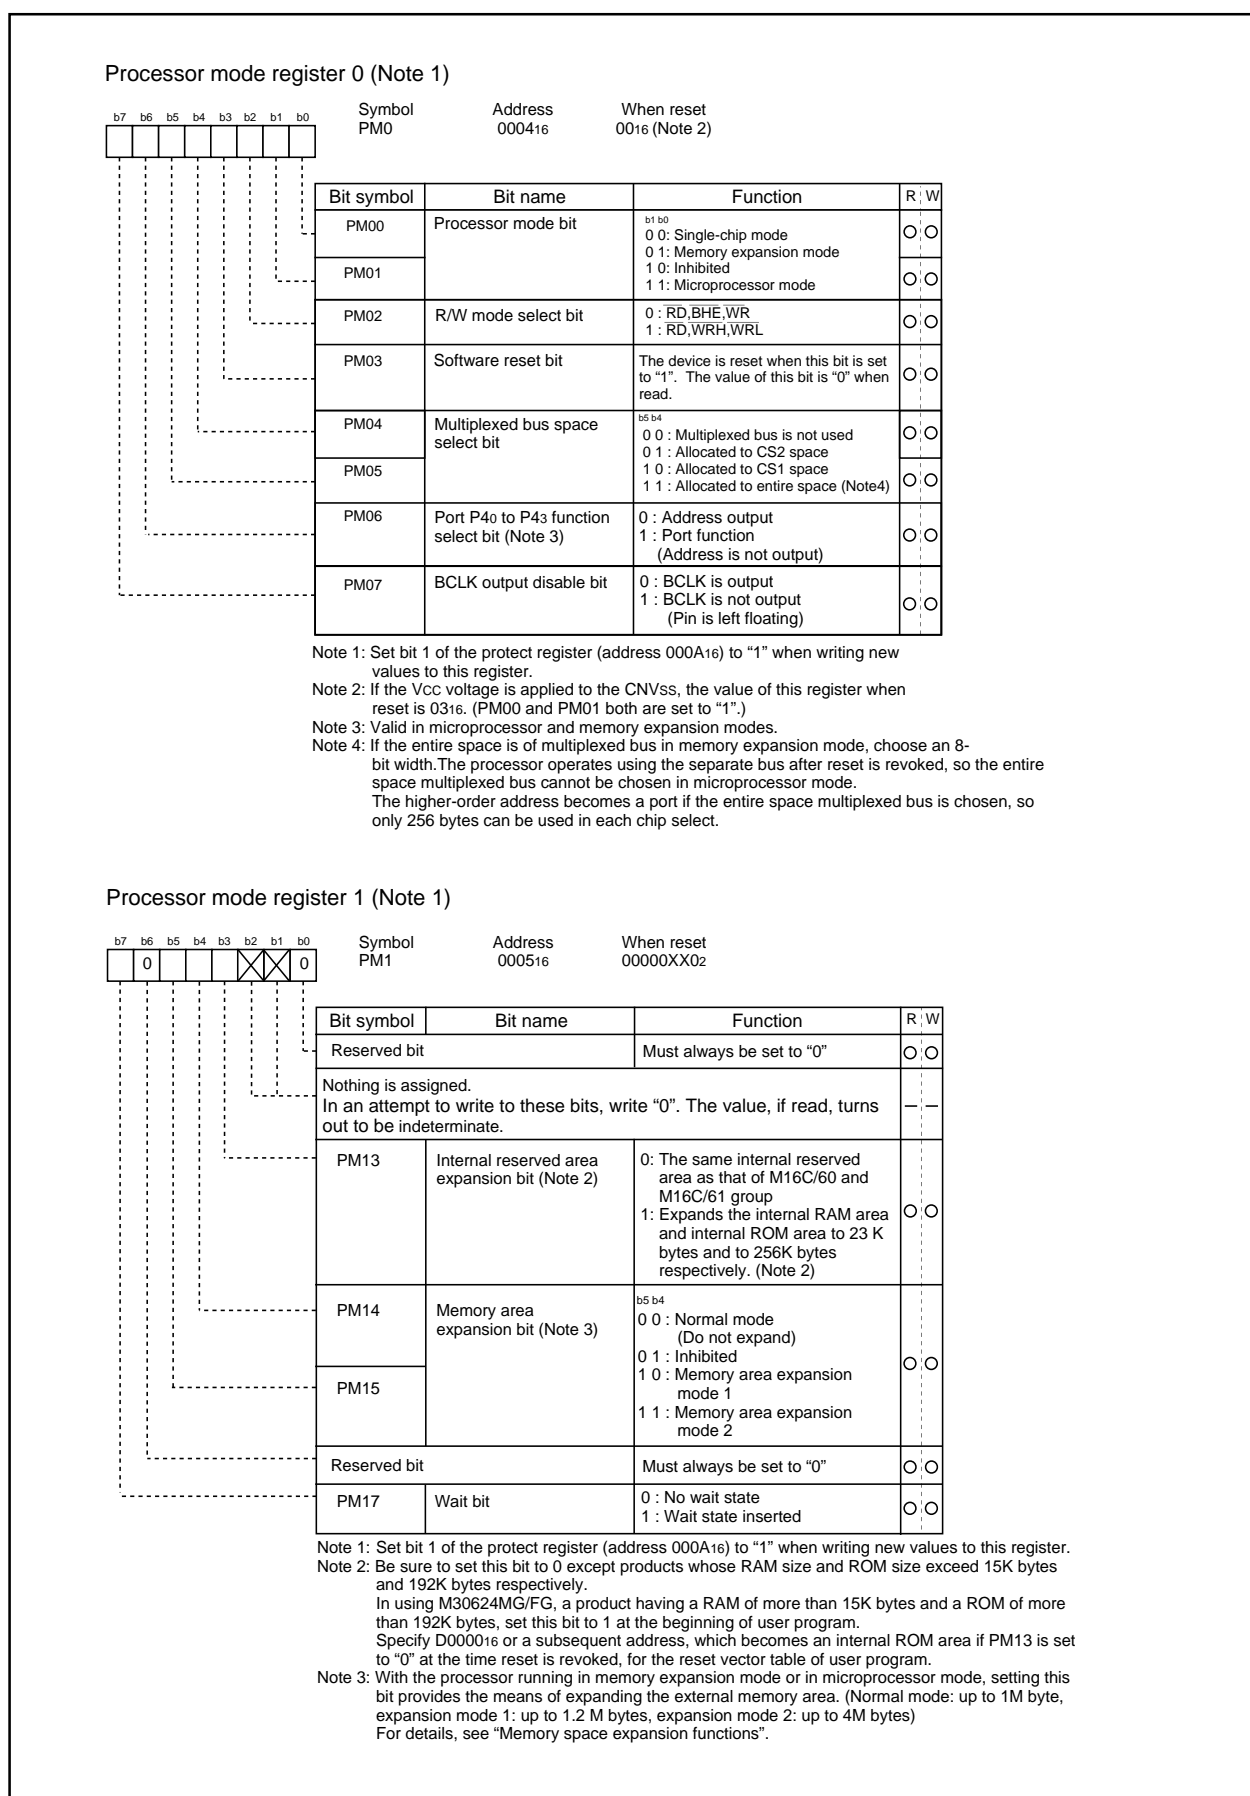 Processor mode register 0 (Note 1)
Symbol Address When reset
b7 b6 b5 b4 b3 b2 b1 b0
PM0 000416 0016 (Note 2)
Bit symbol Bit name Function R W
PM00 Processor mode bit b1 b0
0 0: Single-chip mode
0 1: Memory expansion mode
PM01 1 0: Inhibited
1 1: Microprocessor mode
PM02 R/W mode select bit 0 : RD,BHE,WR
1 : RD,WRH,WRL
PM03 Software reset bit The device is reset when this bit is set
to “1”. The value of this bit is “0” when
read.
PM04 Multiplexed bus space b5 b4
select bit 0 0 : Multiplexed bus is not used
0 1 : Allocated to CS2 space
PM05 1 0 : Allocated to CS1 space
1 1 : Allocated to entire space (Note4)
PM06 Port P40 to P43 function 0 : Address output
select bit (Note 3) 1 : Port function
(Address is not output)
PM07 BCLK output disable bit 0 : BCLK is output
1 : BCLK is not output
(Pin is left floating)
Note 1: Set bit 1 of the protect register (address 000A16) to “1” when writing new
values to this register.
Note 2: If the VCC voltage is applied to the CNVSS, the value of this register when
reset is 0316. (PM00 and PM01 both are set to “1”.)
Note 3: Valid in microprocessor and memory expansion modes.
Note 4: If the entire space is of multiplexed bus in memory expansion mode, choose an 8-
bit width.The processor operates using the separate bus after reset is revoked, so the entire
space multiplexed bus cannot be chosen in microprocessor mode.
The higher-order address becomes a port if the entire space multiplexed bus is chosen, so
only 256 bytes can be used in each chip select.
Processor mode register 1 (Note 1)
b7 b6 b5 b4 b3 b2 b1 b0 Symbol Address When reset
0 0 PM1 000516 00000XX02
Bit symbol Bit name Function R W
Reserved bit Must always be set to “0”
Nothing is assigned.
In an attempt to write to these bits, write “0”. The value, if read, turns
out to be indeterminate.
PM13 Internal reserved area 0: The same internal reserved
expansion bit (Note 2) area as that of M16C/60 and
M16C/61 group
1: Expands the internal RAM area
and internal ROM area to 23 K
bytes and to 256K bytes
respectively. (Note 2)
b5 b4
PM14 Memory area 0 0 : Normal mode
expansion bit (Note 3) (Do not expand)
0 1 : Inhibited
PM15 1 0 : Memory area expansion
mode 1
1 1 : Memory area expansion
mode 2
Reserved bit Must always be set to “0”
PM17 Wait bit 0 : No wait state
1 : Wait state inserted
Note 1: Set bit 1 of the protect register (address 000A16) to “1” when writing new values to this register.
Note 2: Be sure to set this bit to 0 except products whose RAM size and ROM size exceed 15K bytes
and 192K bytes respectively.
In using M30624MG/FG, a product having a RAM of more than 15K bytes and a ROM of more
than 192K bytes, set this bit to 1 at the beginning of user program.
Specify D000016 or a subsequent address, which becomes an internal ROM area if PM13 is set
to “0” at the time reset is revoked, for the reset vector table of user program.
Note 3: With the processor running in memory expansion mode or in microprocessor mode, setting this
bit provides the means of expanding the external memory area. (Normal mode: up to 1M byte,
expansion mode 1: up to 1.2 M bytes, expansion mode 2: up to 4M bytes)
For details, see “Memory space expansion functions”.